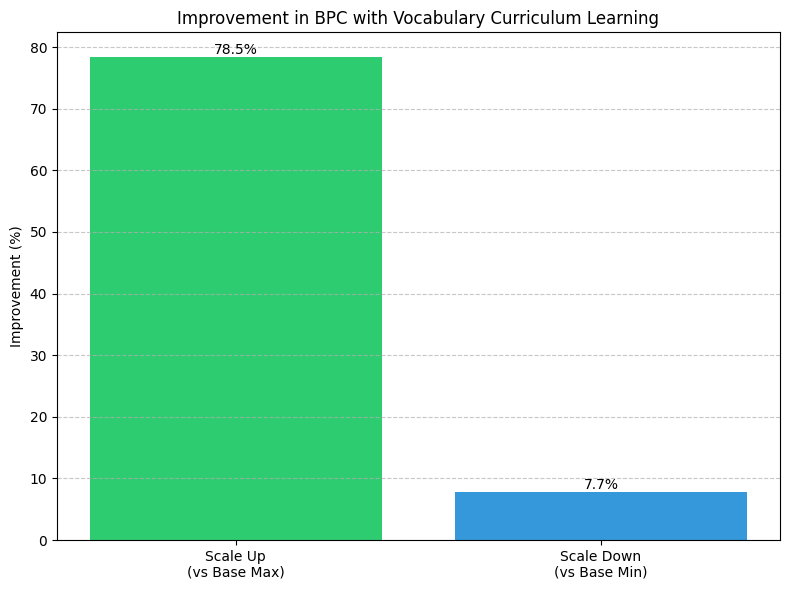 Improvement in BPC with Vocabulary Curriculum Learning
Improvement (%)
80
70
60
50
40
30
20
10
0
78.5%
7.7%
Scale Up
(vs Base Max)
Scale Down
(vs Base Min)